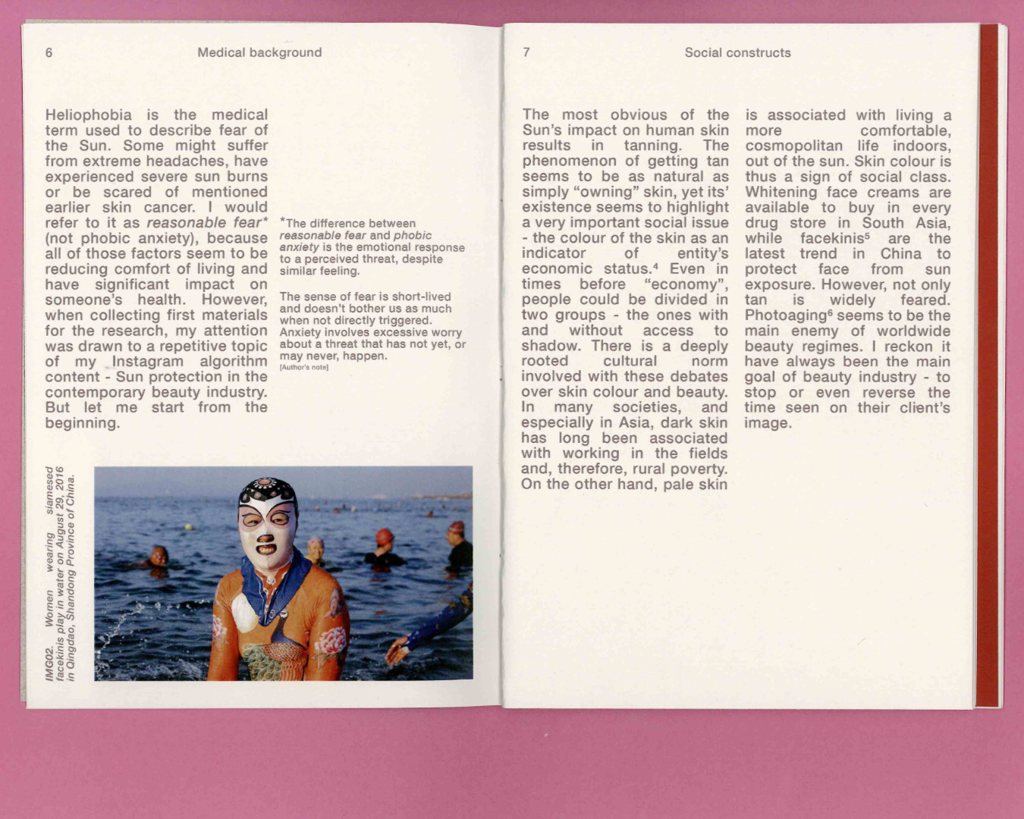 6
Medical background
Heliophobia is the medical
term used to describe fear of
the Sun. Some might suffer
from extreme headaches, have
experienced severe sun burns
or be scared of mentioned
earlier skin cancer. I would
refer to it as reasonable fear*
(not phobic anxiety), because
all of those factors seem to be
reducing comfort of living and
have significant impact on
someone's health. However,
when collecting first materials
for the research, my attention
was drawn to a repetitive topic
of my Instagram algorithm
content - Sun protection in the
contemporary beauty industry.
But let me start from the
beginning.
*The difference between
reasonable fear and phobic
anxiety is the emotional response
to a perceived threat, despite
similar feeling.
The sense of fear is short-lived
and doesn't bother us as much
when not directly triggered.
Anxiety involves excessive worry
about a threat that has not yet, or
may never, happen.
[Author's note]
IMG02. Women wearing siamesed
facekinis play in water on August 29, 2016
in Qingdao, Shandong Province of China.
7
Social constructs
The most obvious of the
Sun's impact on human skin
results in tanning. The
phenomenon of getting tan
seems to be as natural as
simply "owning" skin, yet its'
existence seems to highlight
a very important social issue
- the colour of the skin as an
indicator of entity's
economic status.⁴ Even in
times before "economy",
people could be divided in
two groups - the ones with
and without access to
shadow. There is a deeply
rooted cultural norm
involved with these debates
over skin colour and beauty.
In many societies, and
especially in Asia, dark skin
has long been associated
with working in the fields
and, therefore, rural poverty.
On the other hand, pale skin
is associated with living a
more comfortable,
cosmopolitan life indoors,
out of the sun. Skin colour is
thus a sign of social class.
Whitening face creams are
available to buy in every
drug store in South Asia,
while facekinis⁵ are the
latest trend in China to
protect face from sun
exposure. However, not only
tan is widely feared.
Photoaging⁶ seems to be the
main enemy of worldwide
beauty regimes. I reckon it
have always been the main
goal of beauty industry - to
stop or even reverse the
time seen on their client's
image.